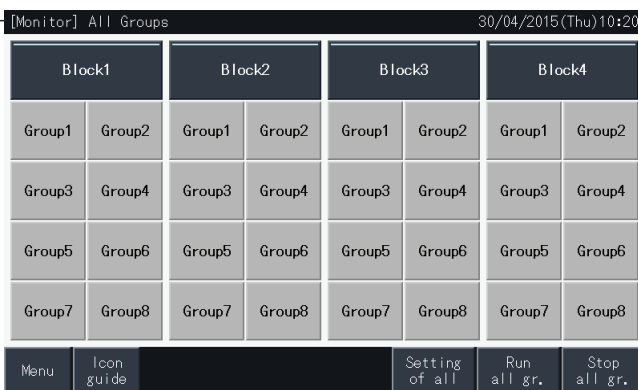 [Monitor] All Groups 30/04/2015(Thu)10:20
Block1 Block2 Block3 Block4
Group1 Group2 Group1 Group2 Group1 Group2 Group1 Group2
Group3 Group4 Group3 Group4 Group3 Group4 Group3 Group4
Group5 Group6 Group5 Group6 Group5 Group6 Group5 Group6
Group7 Group8 Group7 Group8 Group7 Group8 Group7 Group8
Menu Icon guide Setting of all Run all gr. Stop all gr.